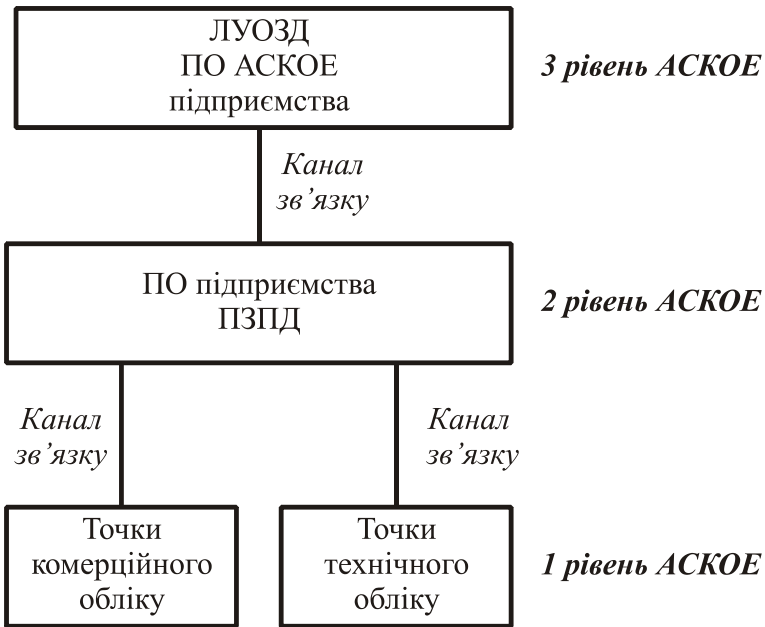 ЛУОЗД
ПО АСКОЕ
підприємства
3 рівень АСКОЕ
Канал
зв’язку
ПО підприємства
ПЗПД
2 рівень АСКОЕ
Канал
зв’язку
Канал
зв’язку
Точки
комерційного
обліку
Точки
технічного
обліку
1 рівень АСКОЕ